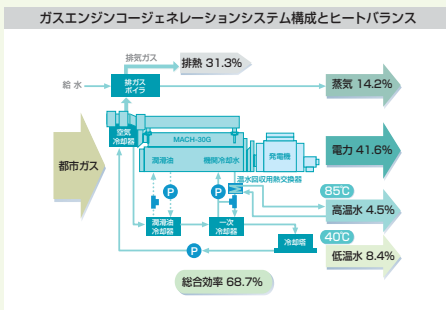 ガスエンジンコージェネレーションシステム構成とヒートバランス
排気ガス
排熱 31.3%
給 水
排ガス
ボイラ
蒸気 14.2%
空気
冷却器
MACH-30G
電力 41.6%
潤滑油
機関冷却水
発電機
都市ガス
温水回収用熱交換器
85℃
P
P
高温水 4.5%
潤滑油
冷却器
一次
冷却器
40℃
冷却塔
P
低温水 8.4%
総合効率 68.7%